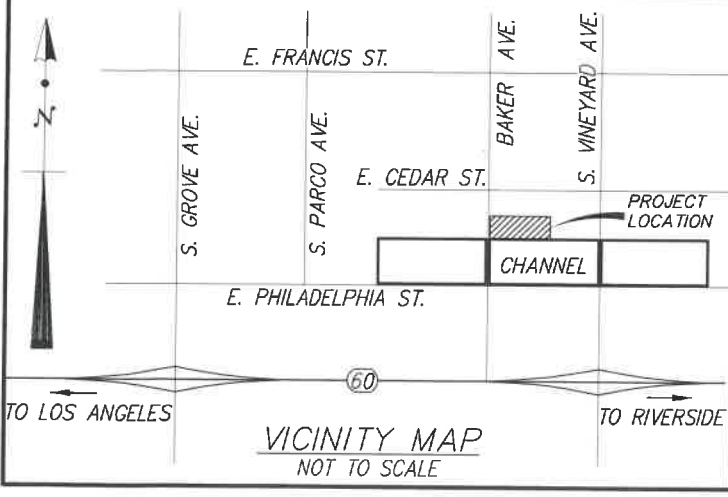 E. FRANCIS ST.
BAKER AVE.
S. VINEYARD AVE.
N
S. GROVE AVE.
S. PARCO AVE.
E. CEDAR ST.
PROJECT
LOCATION
CHANNEL
E. PHILADELPHIA ST.
60
TO LOS ANGELES
TO RIVERSIDE
VICINITY MAP
NOT TO SCALE